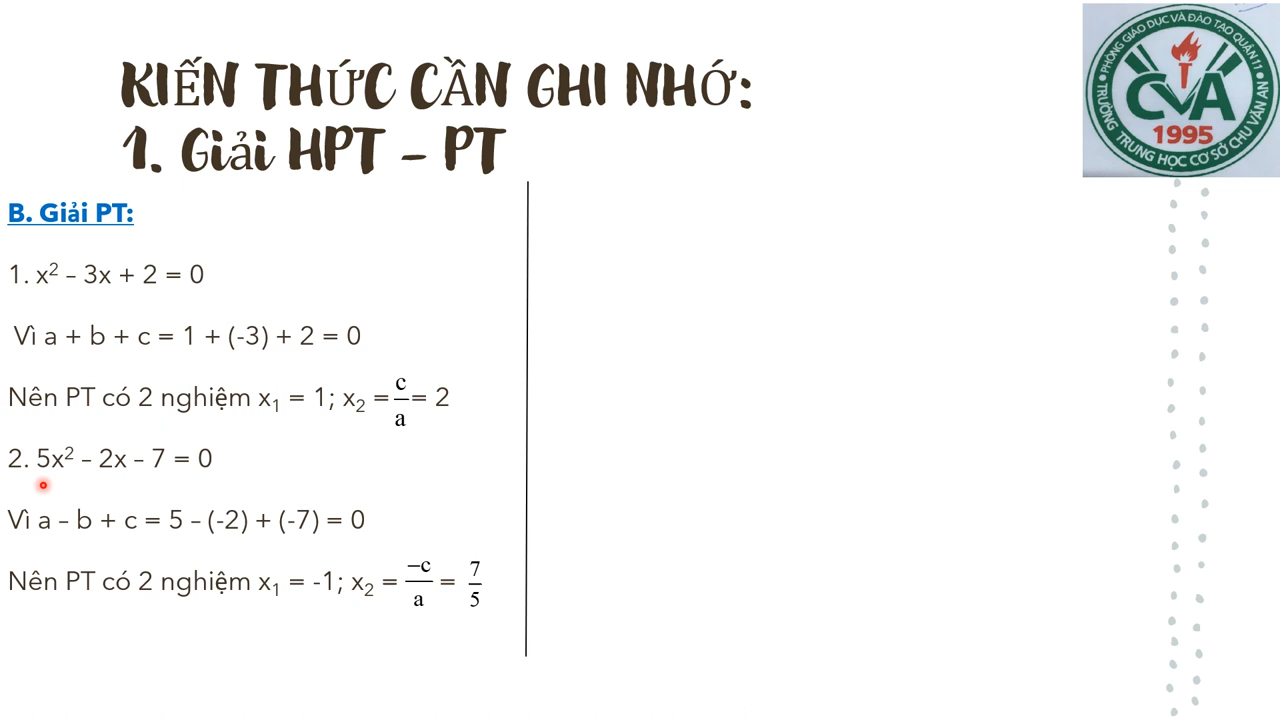 KIẾN THỨC CẦN GHI NHỚ:
1. Giải HPT – PT
PHÒNG GIÁO DỤC VÀ ĐÀO TẠO QUẬN 11
CVA
1995
TRƯỜNG TRUNG HỌC CƠ SỞ CHU VĂN AN
B. Giải PT:
1. x² – 3x + 2 = 0
Vì a + b + c = 1 + (-3) + 2 = 0
Nên PT có 2 nghiệm x₁ = 1; x₂ = c/a = 2
2. 5x² – 2x – 7 = 0
Vì a – b + c = 5 – (-2) + (-7) = 0
Nên PT có 2 nghiệm x₁ = -1; x₂ = –c/a = 7/5